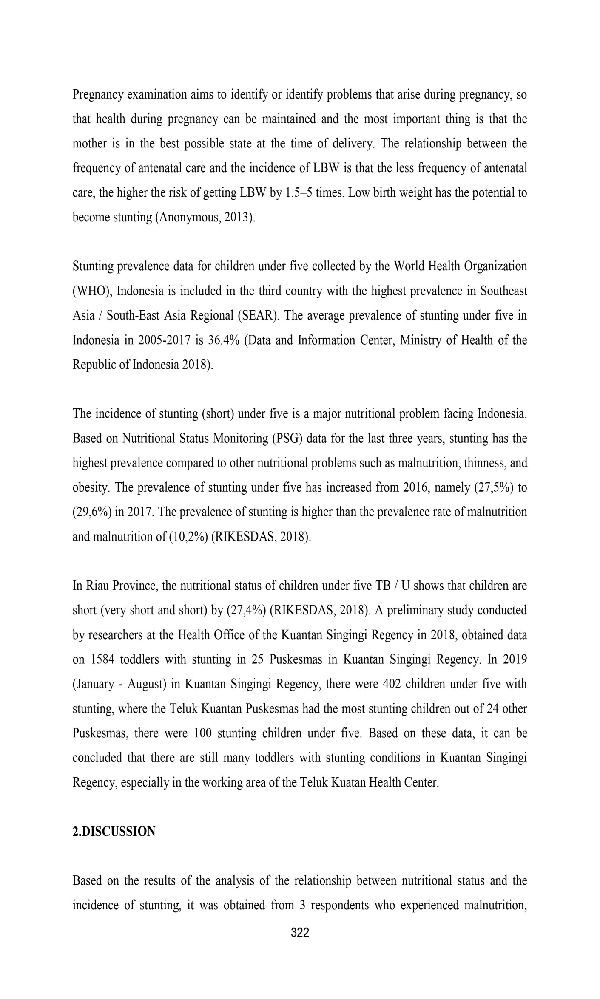 Pregnancy examination aims to identify or identify problems that arise during pregnancy, so
that health during pregnancy can be maintained and the most important thing is that the
mother is in the best possible state at the time of delivery. The relationship between the
frequency of antenatal care and the incidence of LBW is that the less frequency of antenatal
care, the higher the risk of getting LBW by 1.5–5 times. Low birth weight has the potential to
become stunting (Anonymous, 2013).
Stunting prevalence data for children under five collected by the World Health Organization
(WHO), Indonesia is included in the third country with the highest prevalence in Southeast
Asia / South-East Asia Regional (SEAR). The average prevalence of stunting under five in
Indonesia in 2005-2017 is 36.4% (Data and Information Center, Ministry of Health of the
Republic of Indonesia 2018).
The incidence of stunting (short) under five is a major nutritional problem facing Indonesia.
Based on Nutritional Status Monitoring (PSG) data for the last three years, stunting has the
highest prevalence compared to other nutritional problems such as malnutrition, thinness, and
obesity. The prevalence of stunting under five has increased from 2016, namely (27,5%) to
(29,6%) in 2017. The prevalence of stunting is higher than the prevalence rate of malnutrition
and malnutrition of (10,2%) (RIKESDAS, 2018).
In Riau Province, the nutritional status of children under five TB / U shows that children are
short (very short and short) by (27,4%) (RIKESDAS, 2018). A preliminary study conducted
by researchers at the Health Office of the Kuantan Singingi Regency in 2018, obtained data
on 1584 toddlers with stunting in 25 Puskesmas in Kuantan Singingi Regency. In 2019
(January - August) in Kuantan Singingi Regency, there were 402 children under five with
stunting, where the Teluk Kuantan Puskesmas had the most stunting children out of 24 other
Puskesmas, there were 100 stunting children under five. Based on these data, it can be
concluded that there are still many toddlers with stunting conditions in Kuantan Singingi
Regency, especially in the working area of the Teluk Kuatan Health Center.
2.DISCUSSION
Based on the results of the analysis of the relationship between nutritional status and the
incidence of stunting, it was obtained from 3 respondents who experienced malnutrition,
322